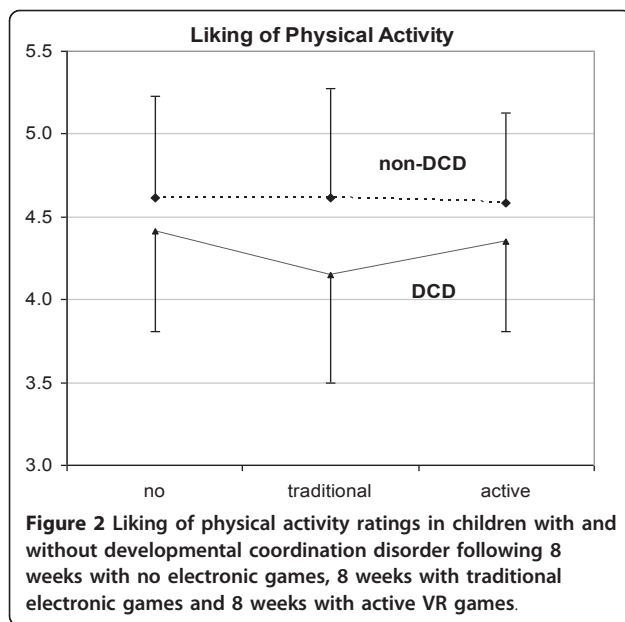 Liking of Physical Activity
5.5
5.0
4.5
4.0
3.5
3.0
non-DCD
DCD
no traditional active
Figure 2 Liking of physical activity ratings in children with and
without developmental coordination disorder following 8
weeks with no electronic games, 8 weeks with traditional
electronic games and 8 weeks with active VR games.